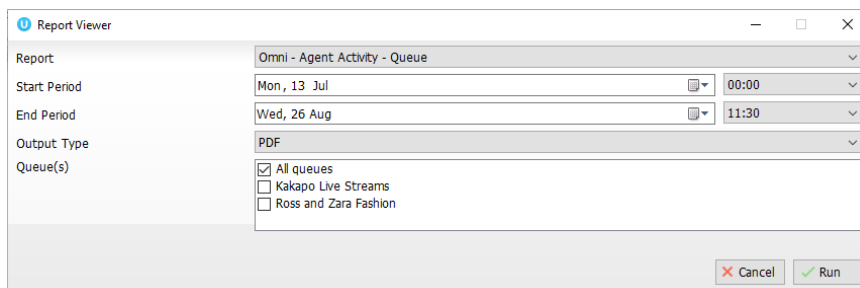 Report Viewer
Report Omni - Agent Activity - Queue
Start Period Mon, 13 Jul 00:00
End Period Wed, 26 Aug 11:30
Output Type PDF
Queue(s) All queues
Kakapo Live Streams
Ross and Zara Fashion
Cancel Run